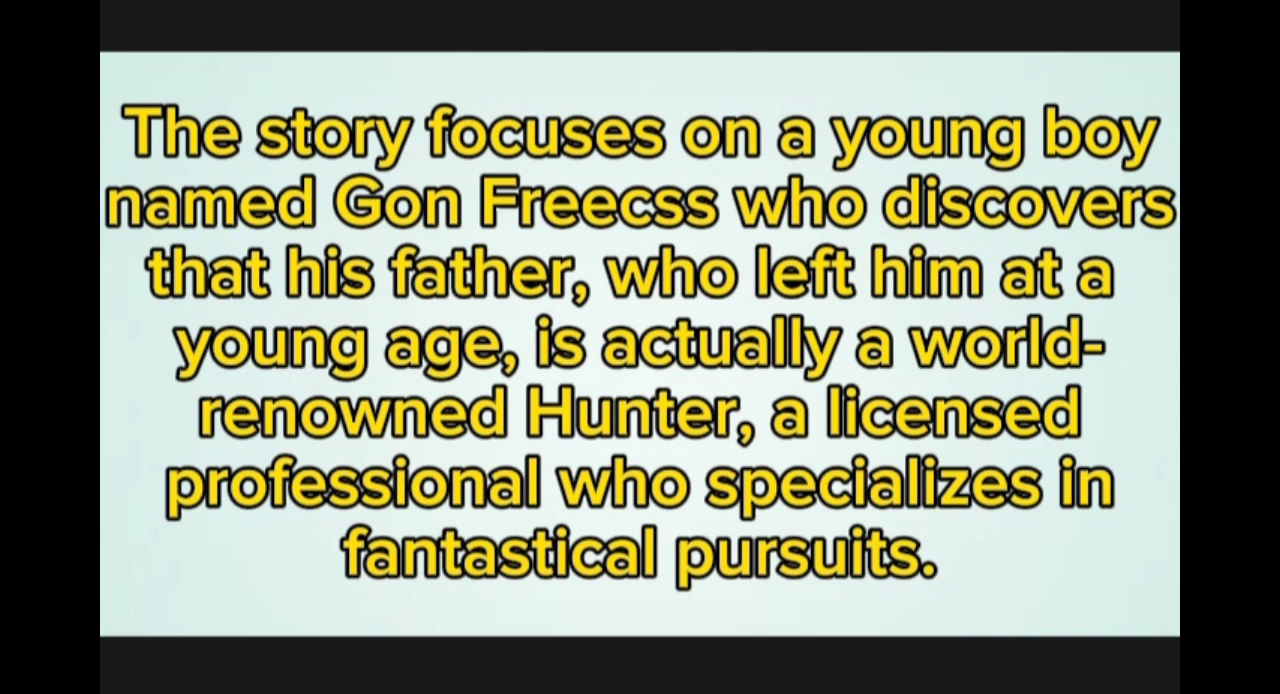 The story focuses on a young boy
named Gon Freecss who discovers
that his father, who left him at a
young age, is actually a world-
renowned Hunter, a licensed
professional who specializes in
fantastical pursuits.